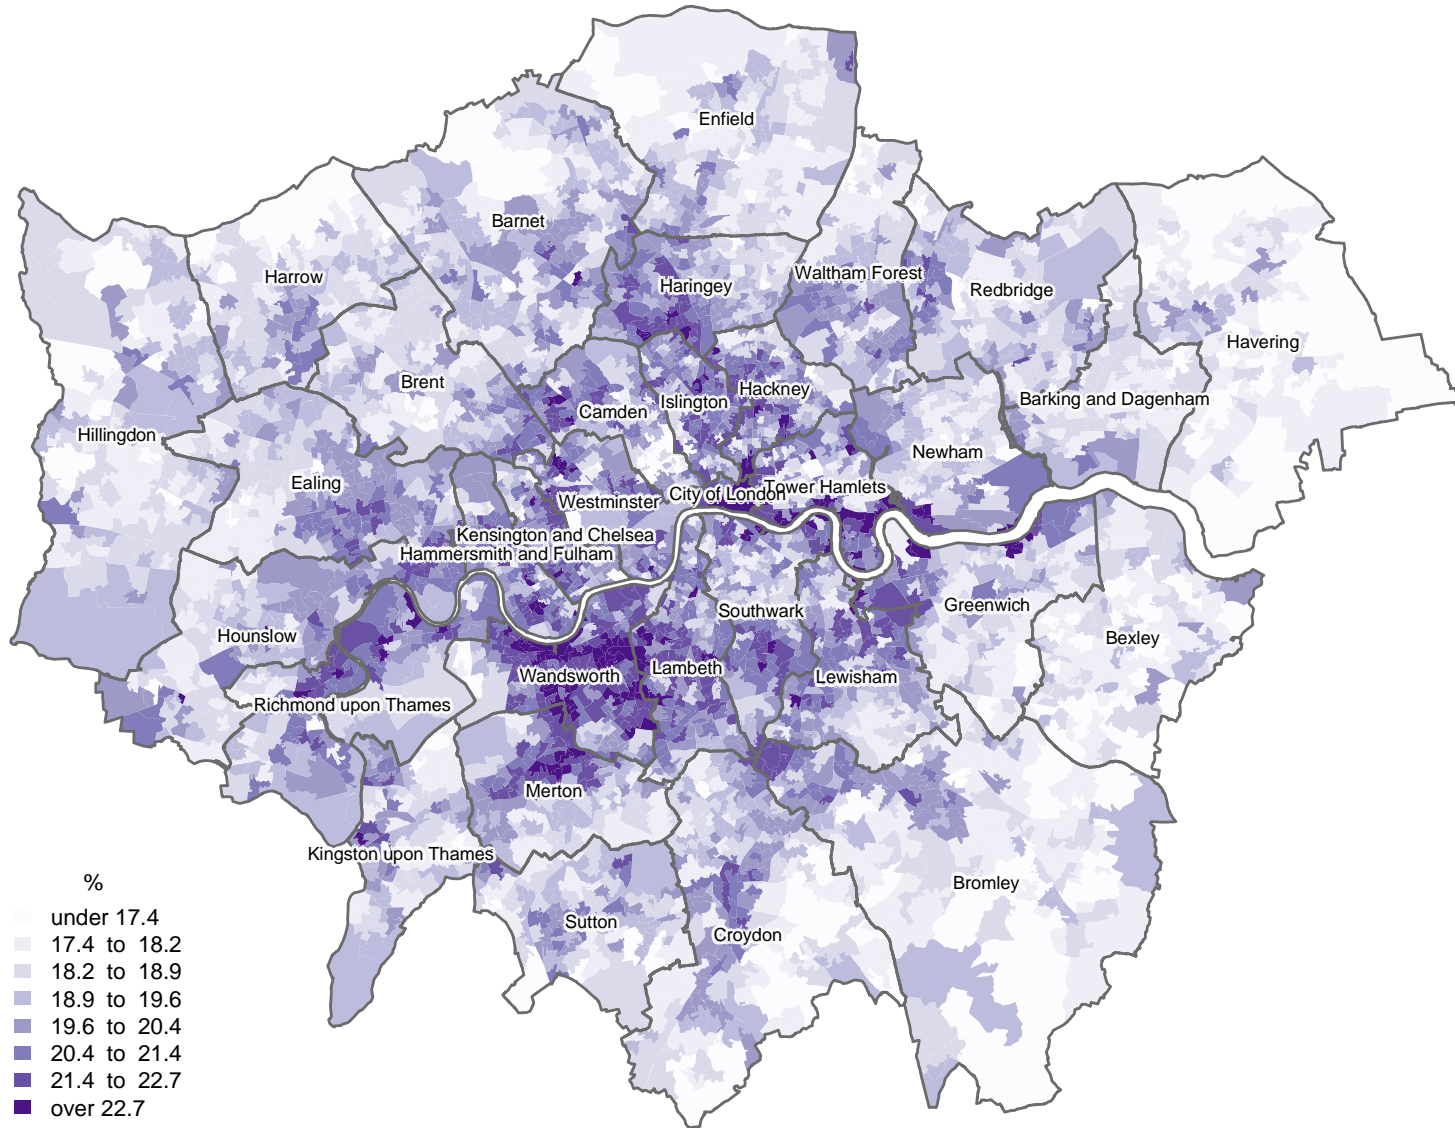 Enfield
Barnet
Harrow
Haringey
Waltham Forest
Redbridge
Havering
Brent
Camden
Islington
Hackney
Barking and Dagenham
Hillingdon
Newham
Ealing
Westminster
City of London
Tower Hamlets
Kensington and Chelsea
Hammersmith and Fulham
Southwark
Greenwich
Hounslow
Bexley
Wandsworth
Lambeth
Lewisham
Richmond upon Thames
Merton
Kingston upon Thames
Bromley
Sutton
Croydon
%
under 17.4
17.4 to 18.2
18.2 to 18.9
18.9 to 19.6
19.6 to 20.4
20.4 to 21.4
21.4 to 22.7
over 22.7